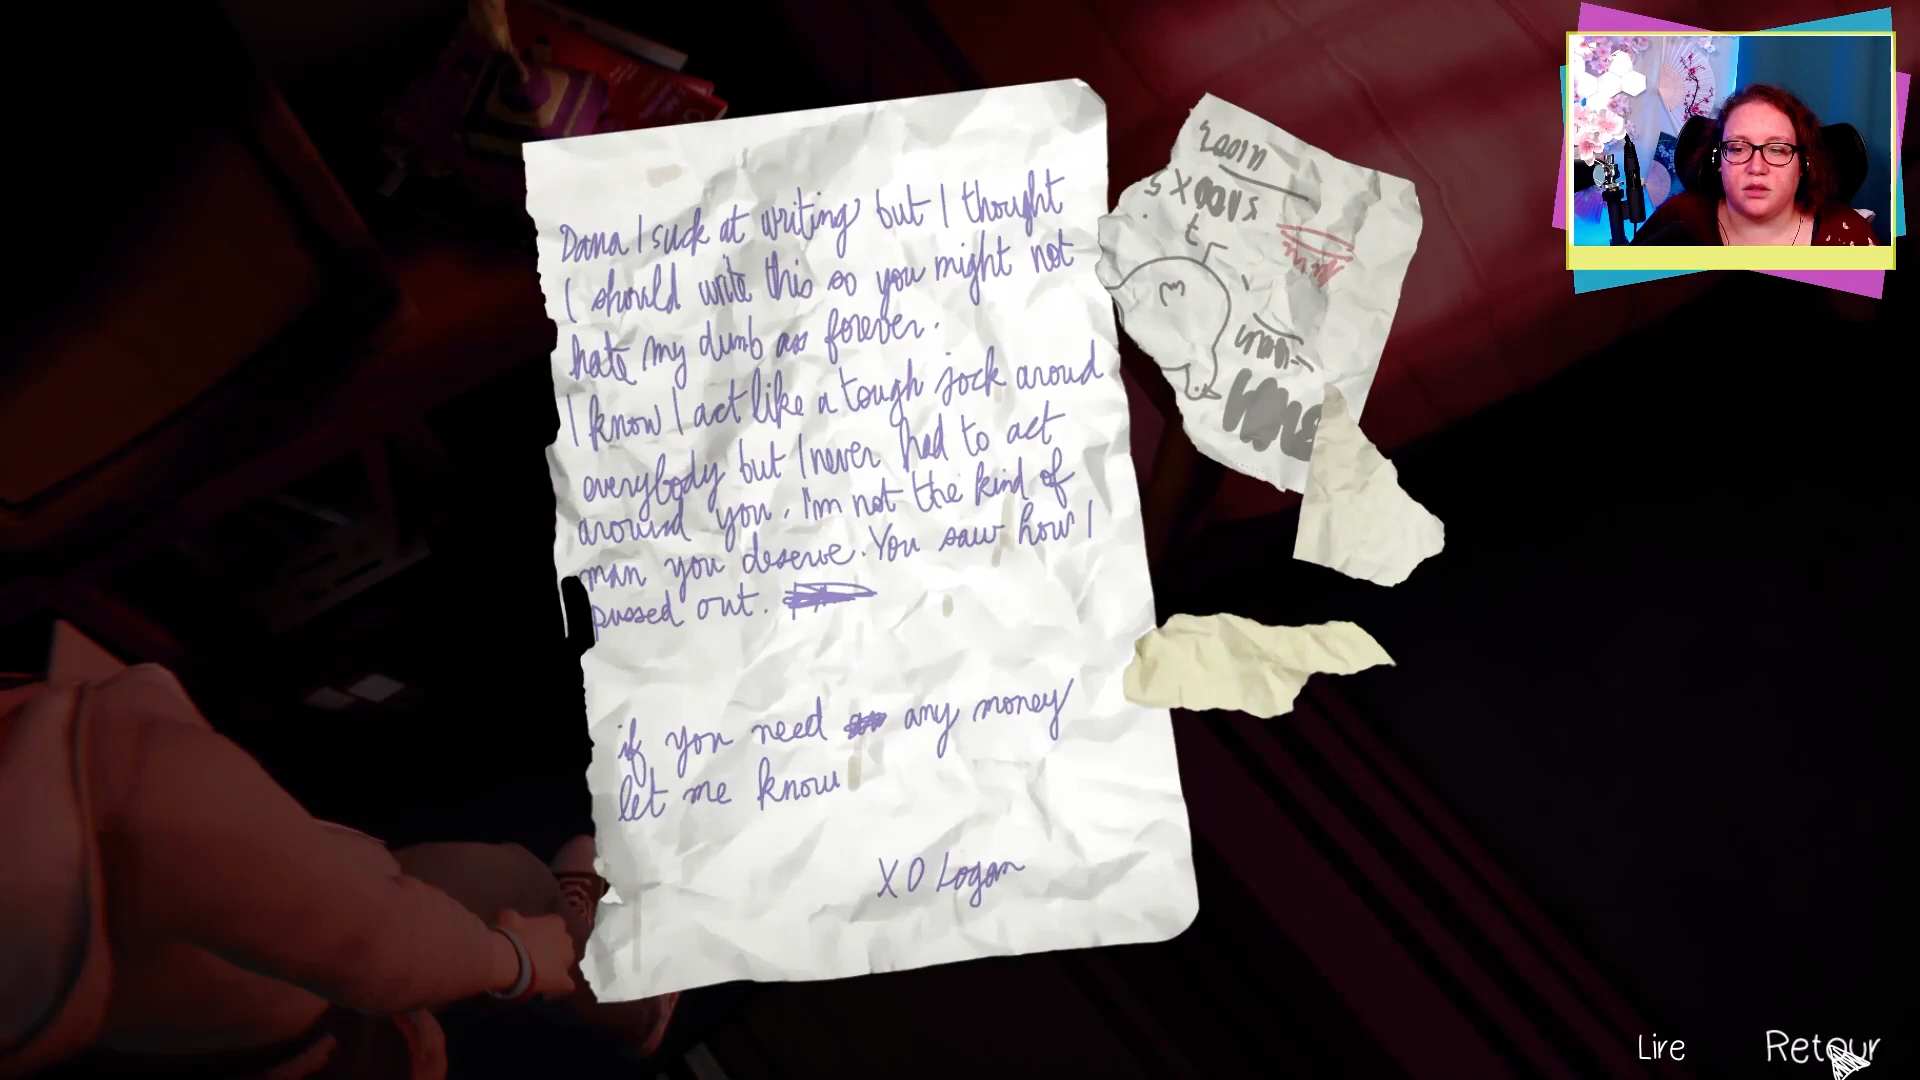 Dana I suck at writing but I thought
I should write this so you might not
hate my dumb ass forever.
I know I act like a tough jock aroud
everybody but I never had to act
around you. I'm not the kind of
man you deserve. You saw how I
pussed out.
if you need any money
let me know
XO Logan
Lire
Retour